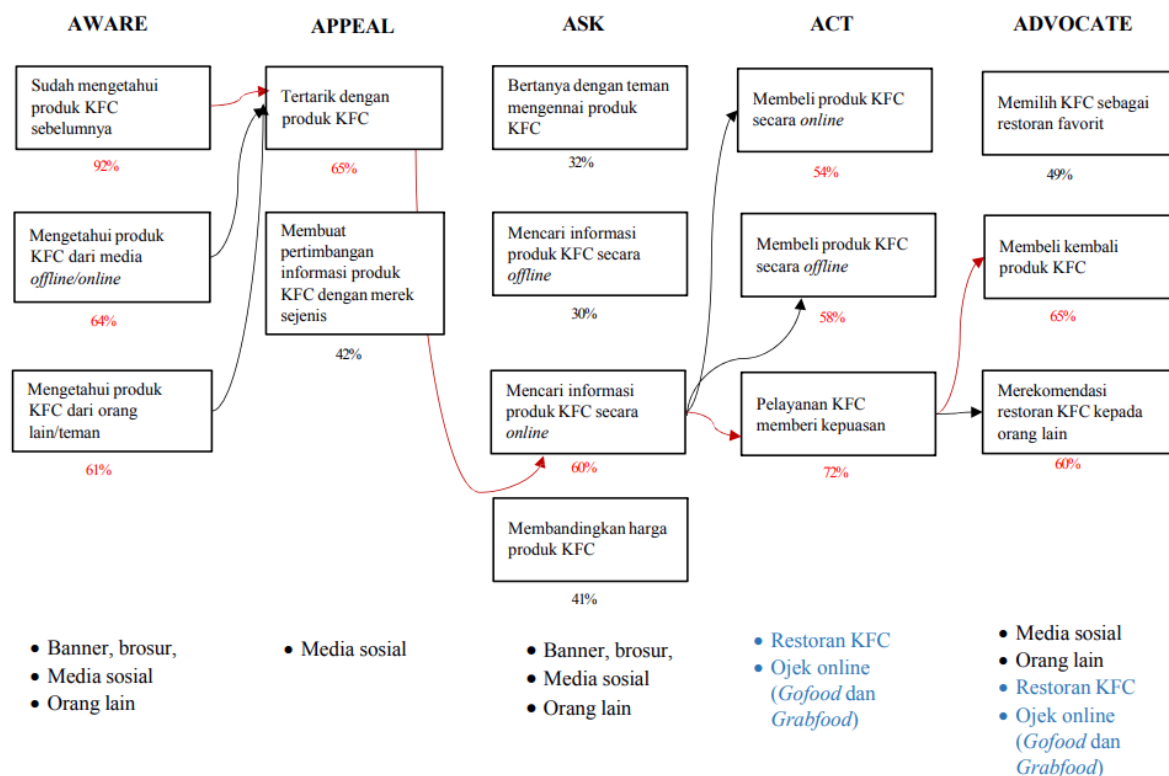 AWARE
Sudah mengetahui
produk KFC
sebelumnya
92%
Mengetahui produk
KFC dari media
offline/online
64%
Mengetahui produk
KFC dari orang
lain/teman
61%
• Banner, brosur,
• Media sosial
• Orang lain
APPEAL
Tertarik dengan
produk KFC
65%
Membuat
pertimbangan
informasi produk
KFC dengan merek
sejenis
42%
• Media sosial
ASK
Bertanya dengan teman
mengennai produk
KFC
32%
Mencari informasi
produk KFC secara
offline
30%
Mencari informasi
produk KFC secara
online
60%
Membandingkan harga
produk KFC
41%
• Banner, brosur,
• Media sosial
• Orang lain
ACT
Membeli produk KFC
secara online
54%
Membeli produk KFC
secara offline
58%
Pelayanan KFC
memberi kepuasan
72%
• Restoran KFC
• Ojek online
(Gofood dan
Grabfood)
ADVOCATE
Memilih KFC sebagai
restoran favorit
49%
Membeli kembali
produk KFC
65%
Merekomendasi
restoran KFC kepada
orang lain
60%
• Media sosial
• Orang lain
• Restoran KFC
• Ojek online
(Gofood dan
Grabfood)